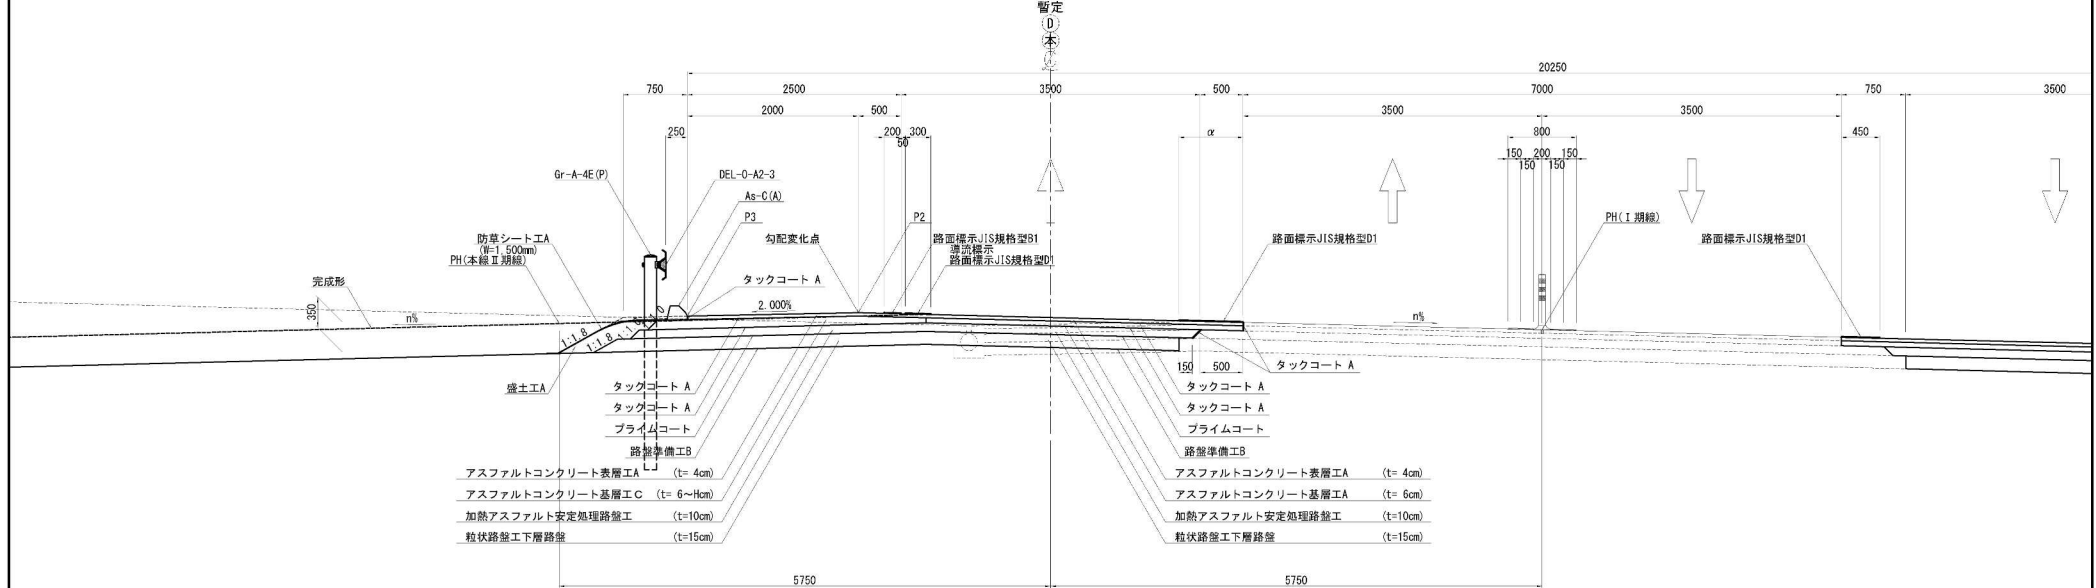 暫定
D
本
20250
750
2500
3500
500
7000
750
3500
2000
500
3500
3500
250
200
300
50
α
800
450
150
200
150
150
150
Gr-A-4E(P)
DEL-O-A2-3
As-C(A)
P3
勾配変化点
P2
PH(Ⅰ期線)
防草シート工A
(W=1,500mm)
PH(本線Ⅱ期線)
路面標示JIS規格型B1
導流標示
路面標示JIS規格型D1
路面標示JIS規格型D1
路面標示JIS規格型D1
完成形
タックコート A
350
n%
2.000%
n%
1:1.8
1:1.8
盛土工A
150
500
タックコート A
タックコート A
タックコート A
タックコート A
タックコート A
プライムコート
プライムコート
路盤準備工B
路盤準備工B
アスファルトコンクリート表層工A (t= 4cm)
アスファルトコンクリート表層工A (t= 4cm)
アスファルトコンクリート基層工C (t= 6~Hcm)
アスファルトコンクリート基層工A (t= 6cm)
加熱アスファルト安定処理路盤工 (t=10cm)
加熱アスファルト安定処理路盤工 (t=10cm)
粒状路盤工下層路盤 (t=15cm)
粒状路盤工下層路盤 (t=15cm)
5750
5750